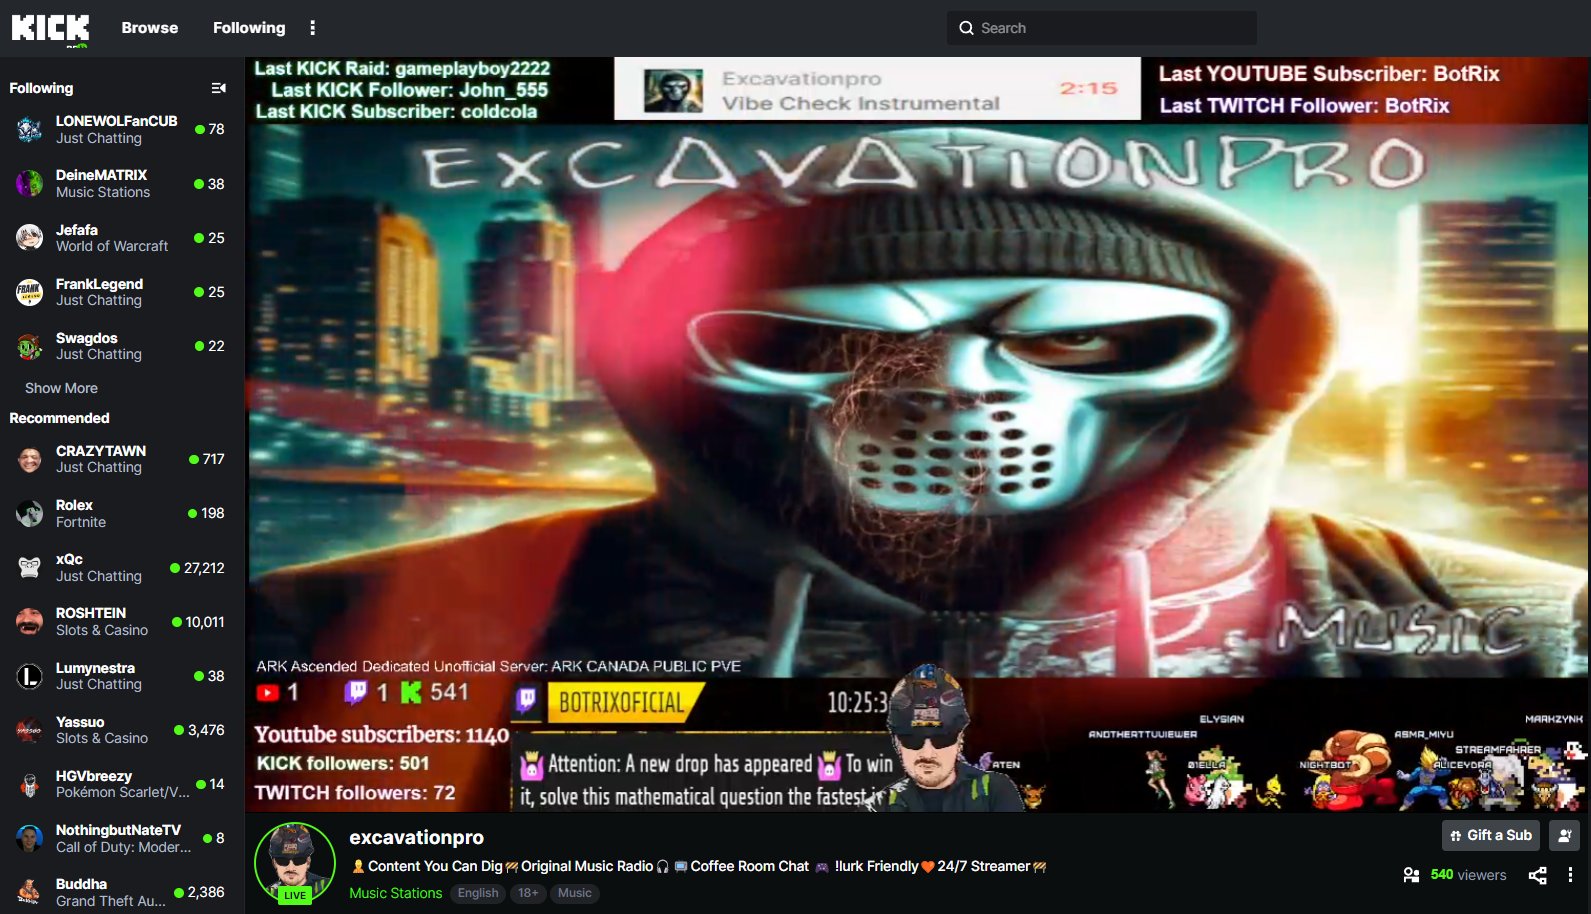 KICK
BETA
Browse
Following
Search
Following
LONEWOLFanCUB
Just Chatting
78
DeineMATRIX
Music Stations
38
Jefafa
World of Warcraft
25
FrankLegend
Just Chatting
25
Swagdos
Just Chatting
22
Show More
Recommended
CRAZYTAWN
Just Chatting
717
Rolex
Fortnite
198
xQc
Just Chatting
27,212
ROSHTEIN
Slots & Casino
10,011
Lumynestra
Just Chatting
38
Yassuo
Slots & Casino
3,476
HGVbreezy
Pokémon Scarlet/V...
14
NothingbutNateTV
Call of Duty: Moder...
8
Buddha
Grand Theft Au...
2,386
Last KICK Raid: gameplayboy2222
Last KICK Follower: John_555
Last KICK Subscriber: coldcola
Excavationpro
Vibe Check Instrumental
2:15
Last YOUTUBE Subscriber: BotRix
Last TWITCH Follower: BotRix
EXCAVATIONPRO
MUSIC
ARK Ascended Dedicated Unofficial Server: ARK CANADA PUBLIC PVE
1
1
541
BOTRIXOFICIAL
10:25:3
Youtube subscribers: 1140
KICK followers: 501
TWITCH followers: 72
Attention: A new drop has appeared To win
it, solve this mathematical question the fastest
ATEN
ANOTHERTTVVIEWER
ELYSIAN
01ELLA
NIGHTBOT
ASMR_MIYU
ALICEYDRA
STREAMFAHRER
MARKZYNK
excavationpro
Content You Can Dig Original Music Radio Coffee Room Chat !lurk Friendly 24/7 Streamer
LIVE
Music Stations
English
18+
Music
Gift a Sub
540 viewers